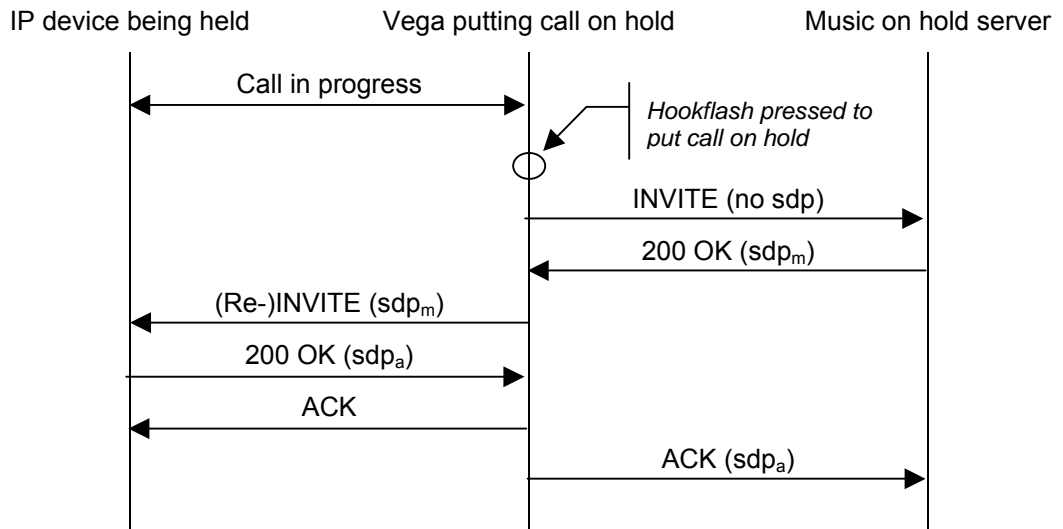 IP device being held
Vega putting call on hold
Music on hold server
Call in progress
Hookflash pressed to
put call on hold
INVITE (no sdp)
200 OK (sdpm)
(Re-)INVITE (sdpm)
200 OK (sdpa)
ACK
ACK (sdpa)